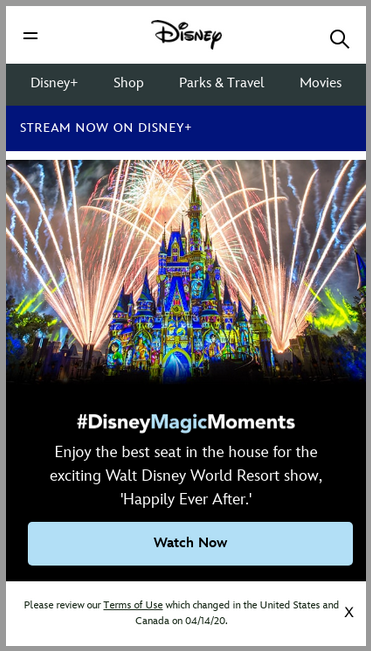 Disney
Disney+ Shop Parks & Travel Movies
STREAM NOW ON DISNEY+
#DisneyMagicMoments
Enjoy the best seat in the house for the
exciting Walt Disney World Resort show,
'Happily Ever After.'
Watch Now
Please review our Terms of Use which changed in the United States and
Canada on 04/14/20.
X